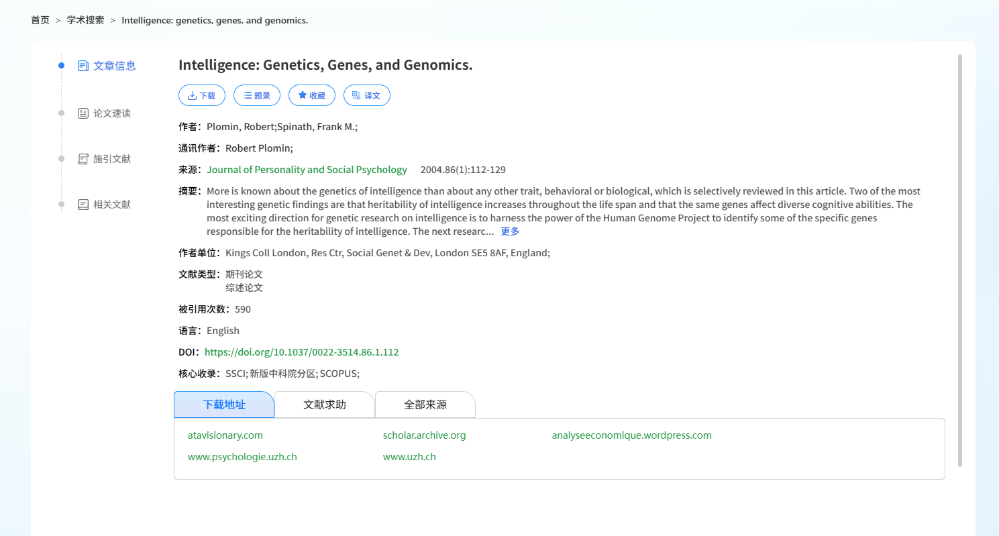 首页 > 学术搜索 > Intelligence: genetics, genes, and genomics.
文章信息
论文速读
施引文献
相关文献
Intelligence: Genetics, Genes, and Genomics.
下载 题录 收藏 译文
作者：Plomin, Robert;Spinath, Frank M.;
通讯作者：Robert Plomin;
来源：Journal of Personality and Social Psychology 2004.86(1):112-129
摘要：More is known about the genetics of intelligence than about any other trait, behavioral or biological, which is selectively reviewed in this article. Two of the most
interesting genetic findings are that heritability of intelligence increases throughout the life span and that the same genes affect diverse cognitive abilities. The
most exciting direction for genetic research on intelligence is to harness the power of the Human Genome Project to identify some of the specific genes
responsible for the heritability of intelligence. The next researc... 更多
作者单位：Kings Coll London, Res Ctr, Social Genet & Dev, London SE5 8AF, England;
文献类型：期刊论文
综述论文
被引用次数：590
语言：English
DOI：https://doi.org/10.1037/0022-3514.86.1.112
核心收录：SSCI; 新版中科院分区; SCOPUS;
下载地址 文献求助 全部来源
atavisionary.com scholar.archive.org analyseeconomique.wordpress.com
www.psychologie.uzh.ch www.uzh.ch